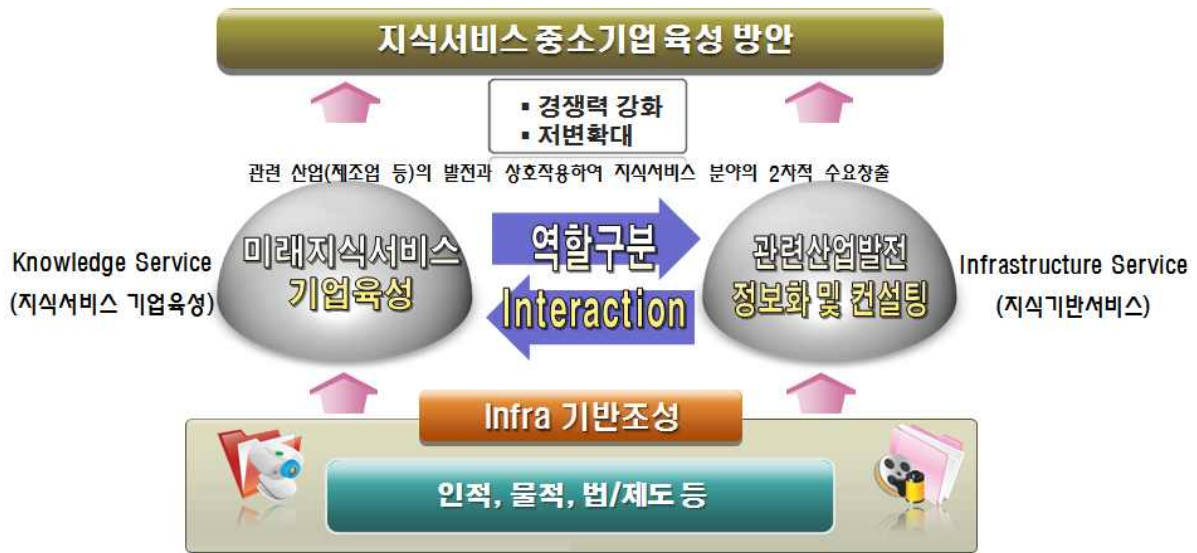 지식서비스 중소기업 육성 방안
▪ 경쟁력 강화
▪ 저변확대
관련 산업(제조업 등)의 발전과 상호작용하여 지식서비스 분야의 2차적 수요창출
미래지식서비스
기업육성
역할구분
Interaction
관련산업발전
정보화 및 컨설팅
Knowledge Service
(지식서비스 기업육성)
Infrastructure Service
(지식기반서비스)
Infra 기반조성
인적, 물적, 법/제도 등